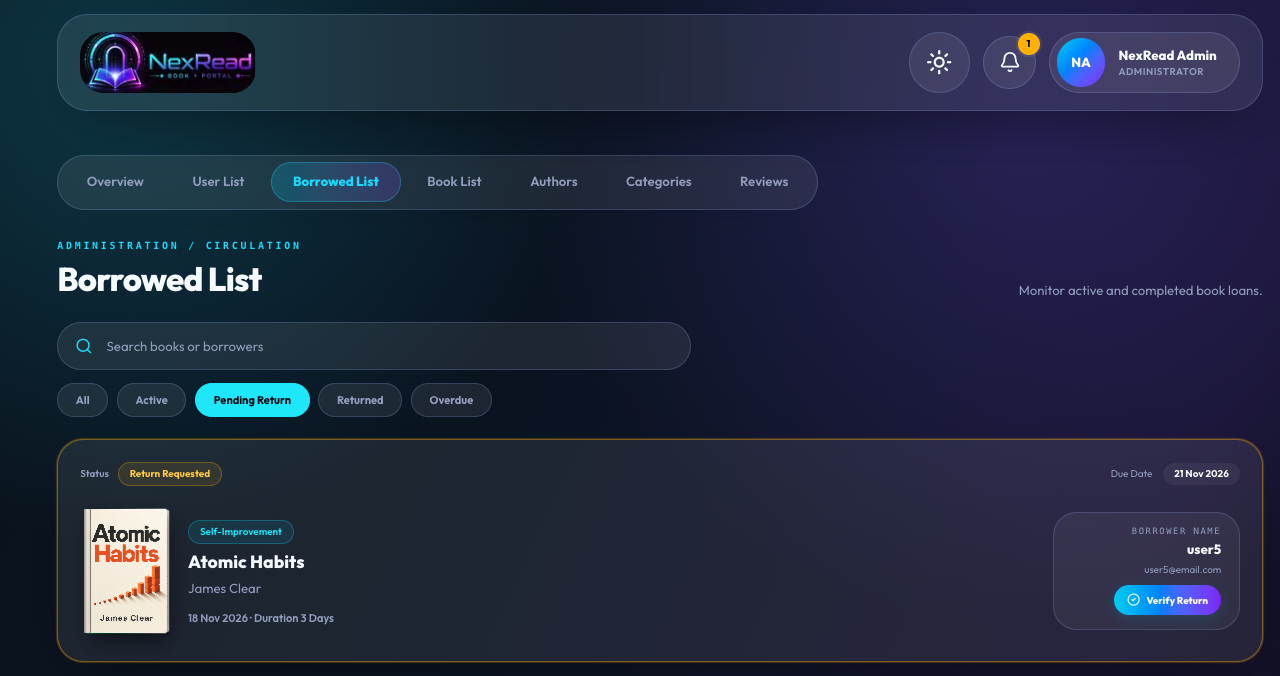 NexRead
BOOK • PORTAL
1
NA
NexRead Admin
ADMINISTRATOR
Overview
User List
Borrowed List
Book List
Authors
Categories
Reviews
ADMINISTRATION / CIRCULATION
Borrowed List
Monitor active and completed book loans.
Search books or borrowers
All
Active
Pending Return
Returned
Overdue
Status
Return Requested
Due Date
21 Nov 2026
Atomic
Habits
James Clear
Self-Improvement
Atomic Habits
James Clear
18 Nov 2026 · Duration 3 Days
BORROWER NAME
user5
user5@email.com
Verify Return